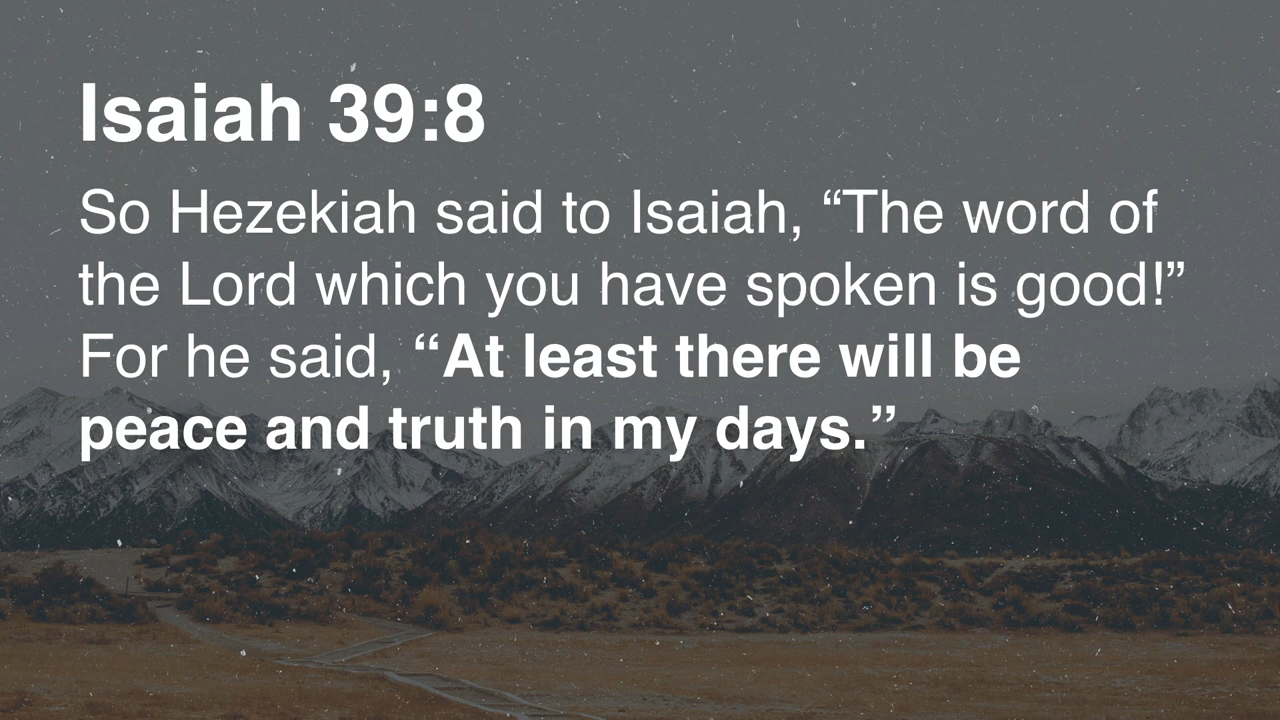 Isaiah 39:8
So Hezekiah said to Isaiah, “The word of
the Lord which you have spoken is good!”
For he said, “At least there will be
peace and truth in my days.”